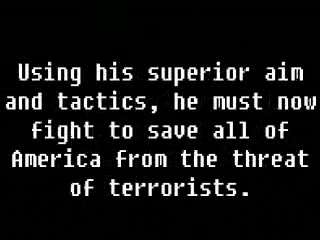 Using his superior aim
and tactics, he must now
fight to save all of
America from the threat
of terrorists.